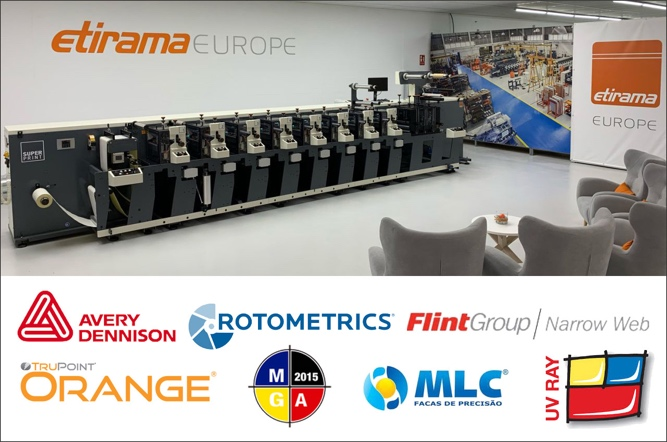 etirama EUROPE
etirama
EUROPE
SUPER
PRINT
AVERY
DENNISON
ROTOMETRICS®
FlintGroup | Narrow Web
TRUPOINT
ORANGE®
M 2015
G A
MLC®
FACAS DE PRECISÃO
UV RAY